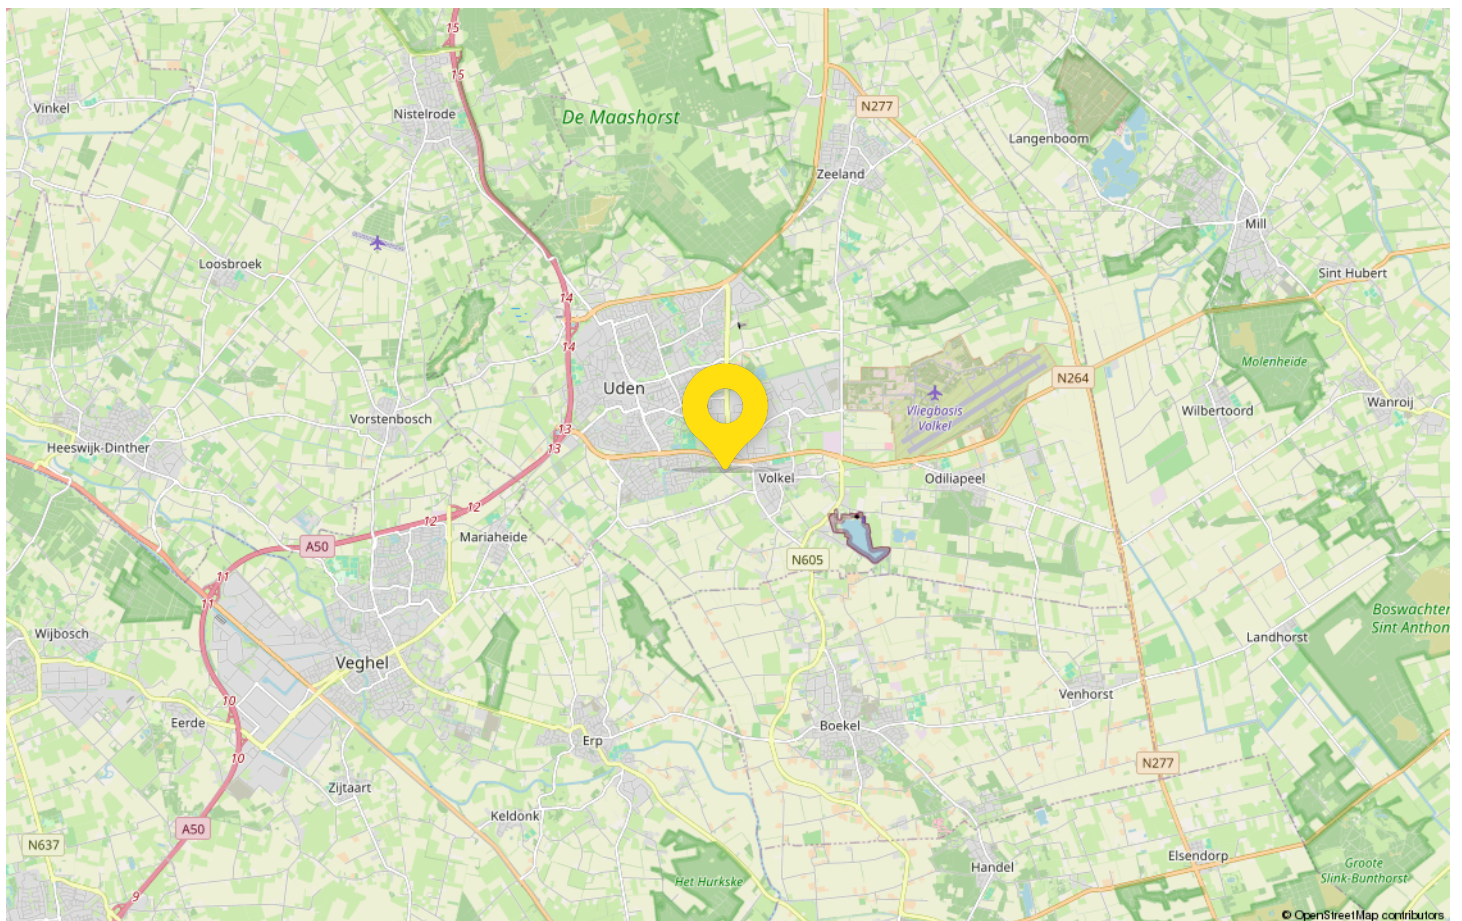 15
15
Vinkel
Nistelrode
De Maashorst
N277
Langenboom
Zeeland
Mill
Loosbroek
Sint Hubert
14
14
Molenheide
Uden
N264
Vliegbasis
Volkel
Wanroij
Wilbertoord
Vorstenbosch
13
13
Heeswijk-Dinther
Volkel
Odiliapeel
12
12
Mariaheide
A50
N605
11
11
Boswachter
Sint Anthon
Wijbosch
Landhorst
Veghel
Venhorst
10
Eerde
Boekel
Erp
10
N277
Zijtaart
Keldonk
A50
N637
Elsendorp
Handel
Groote
Slink-Bunthorst
Het Hurkske
9
© OpenStreetMap contributors